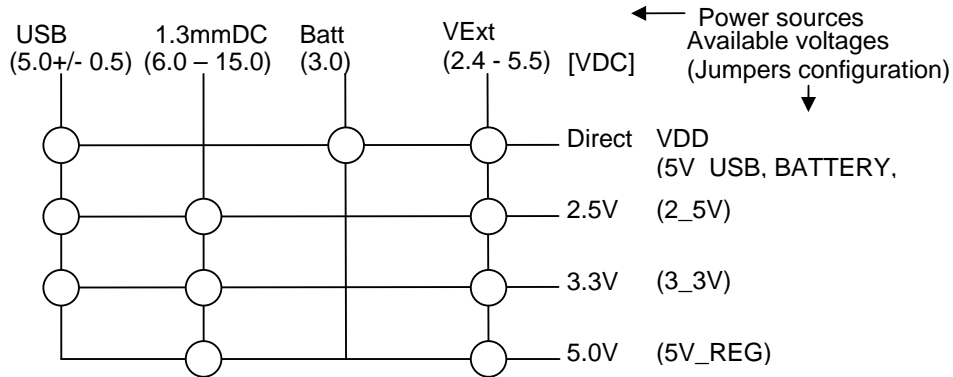 Power sources
USB 1.3mmDC Batt VExt Available voltages
(5.0+/- 0.5) (6.0 – 15.0) (3.0) (2.4 - 5.5) [VDC] (Jumpers configuration)
Direct VDD
(5V USB, BATTERY,
2.5V (2_5V)
3.3V (3_3V)
5.0V (5V_REG)